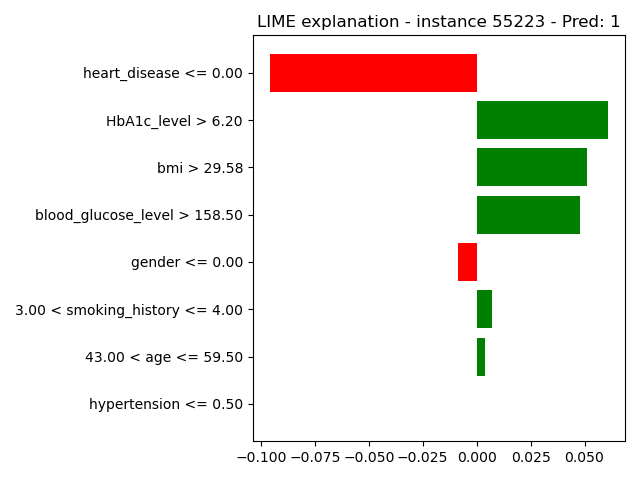 LIME explanation - instance 55223 - Pred: 1
heart_disease <= 0.00
HbA1c_level > 6.20
bmi > 29.58
blood_glucose_level > 158.50
gender <= 0.00
3.00 < smoking_history <= 4.00
43.00 < age <= 59.50
hypertension <= 0.50
−0.100 −0.075 −0.050 −0.025 0.000 0.025 0.050